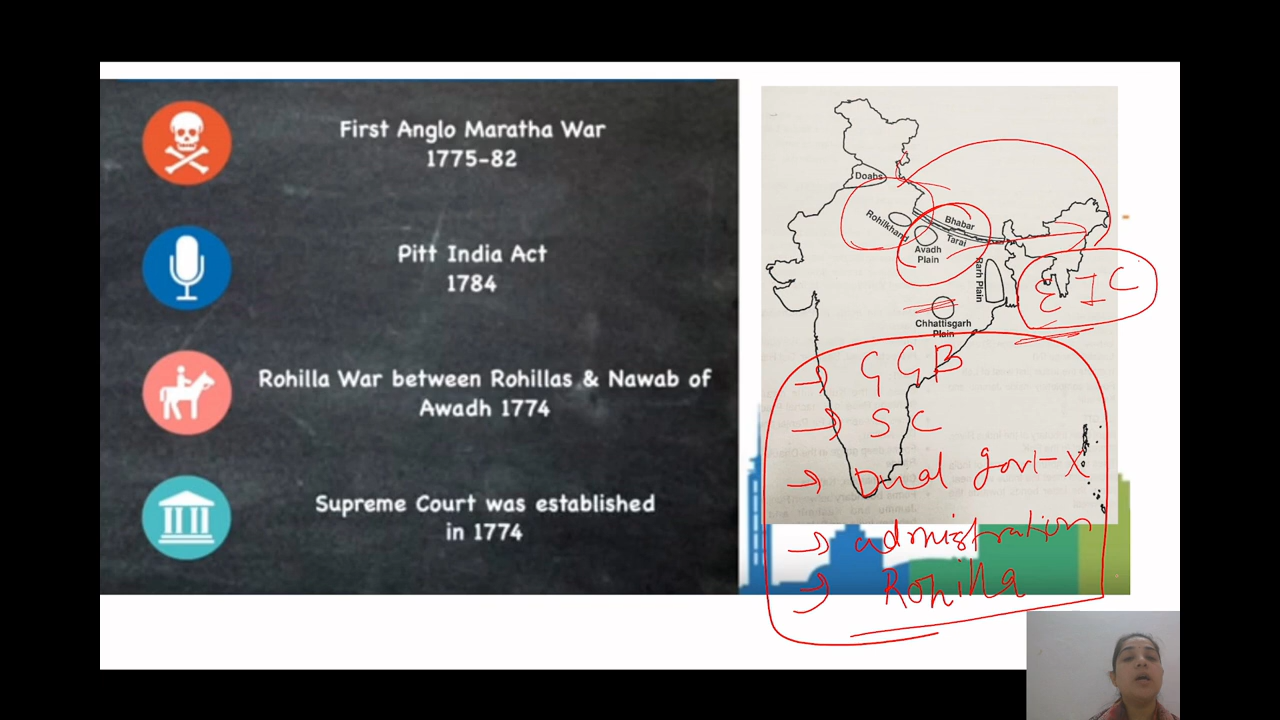 First Anglo Maratha War
1775-82
Pitt India Act
1784
Rohilla War between Rohillas & Nawab of
Awadh 1774
Supreme Court was established
in 1774
Doabs
Rohilkhand
Bhabar
Tarai
Avadh
Plain
Rarh Plain
Chhattisgarh
Plain
EIC
→ GGB
→ SC
→ Dual Govt-X
→ admistration
→ Rohilla